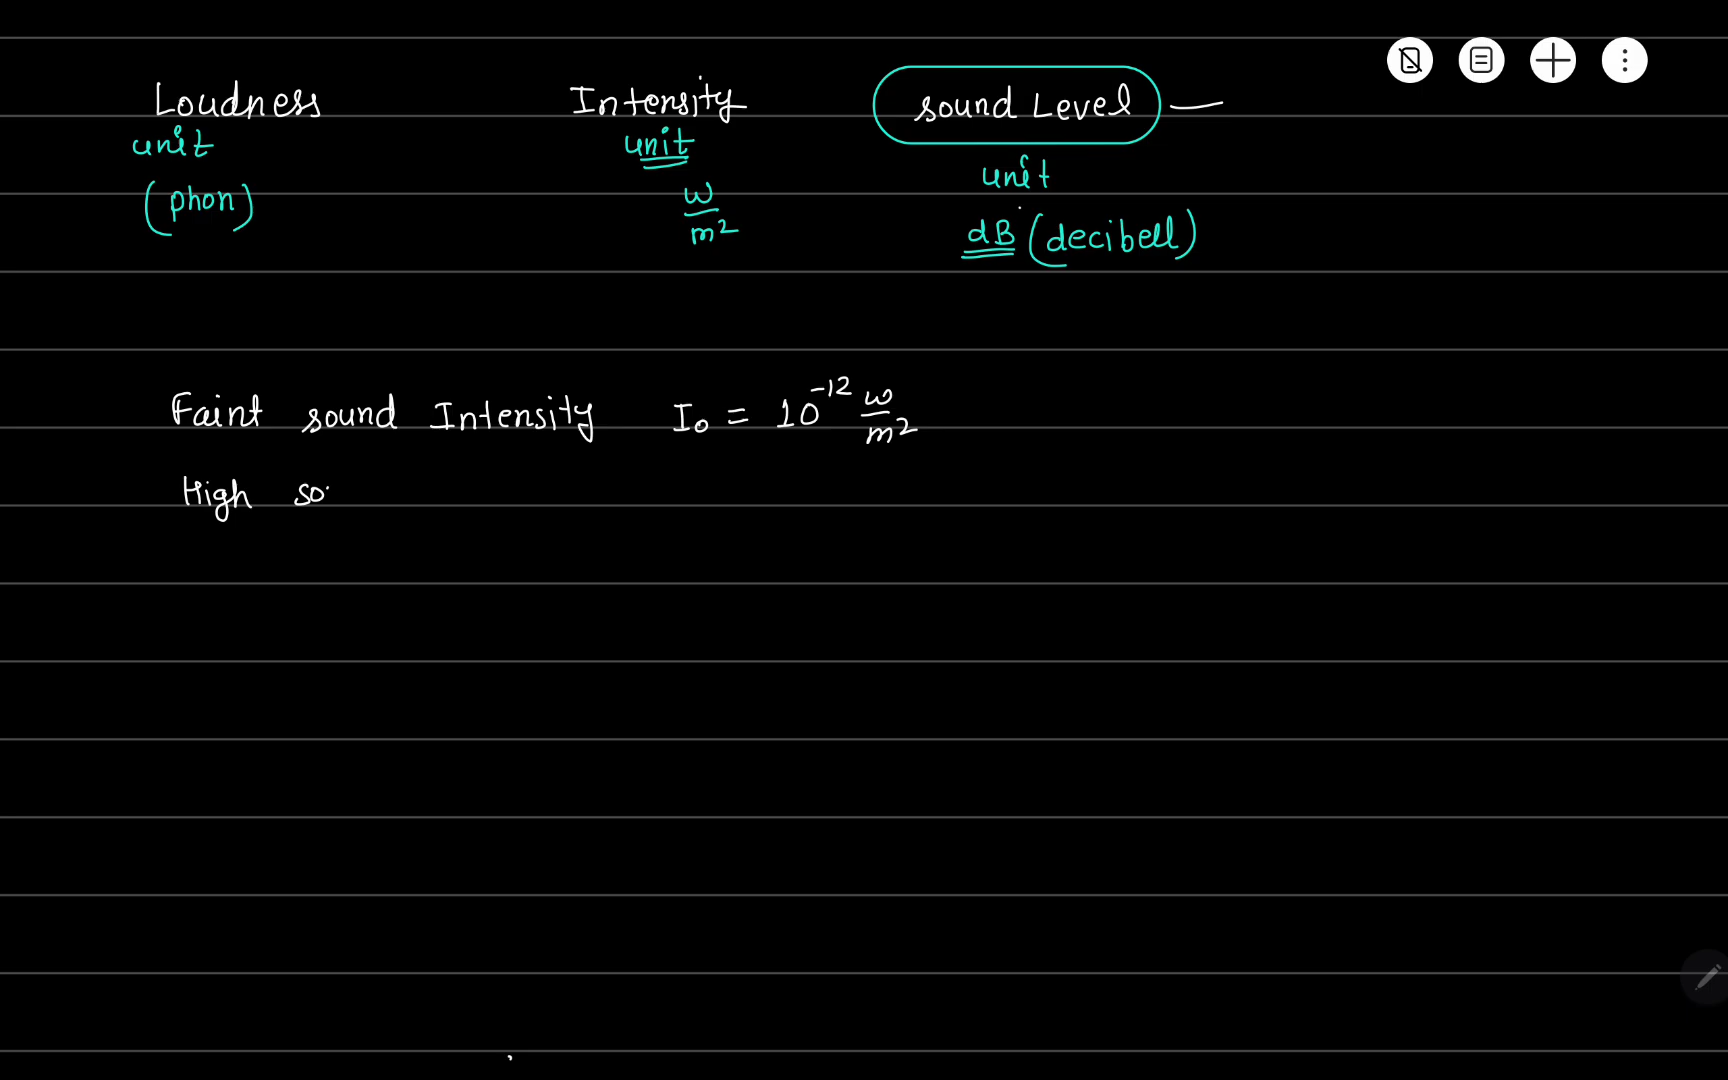 Loudness Intensity sound Level —
unit unit unit
(phon) w/m² dB (decibell)
Faint sound Intensity I₀ = 10⁻¹² w/m²
High so